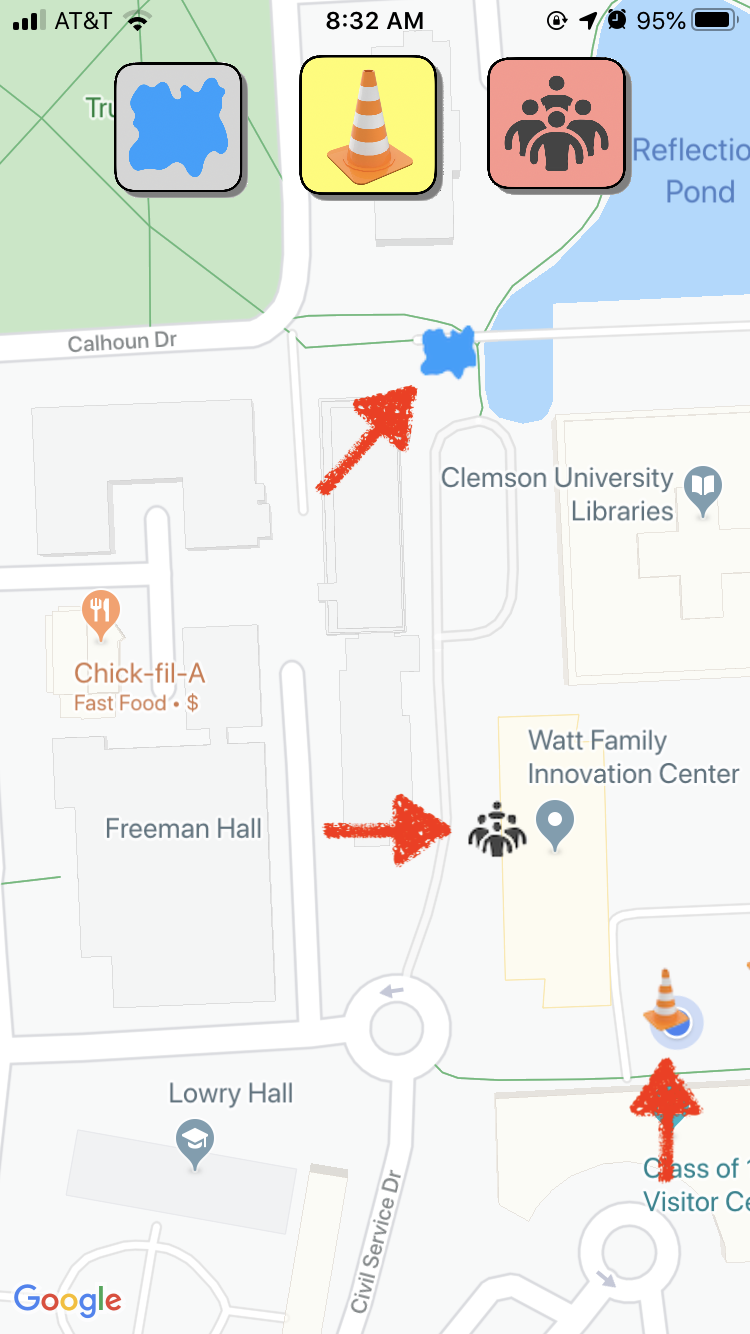 AT&T 8:32 AM 95%
Tru
Reflectio
Pond
Calhoun Dr
Clemson University
Libraries
Chick-fil-A
Fast Food • $
Watt Family
Innovation Center
Freeman Hall
Lowry Hall
Class of
Visitor Ce
Civil Service Dr
Google